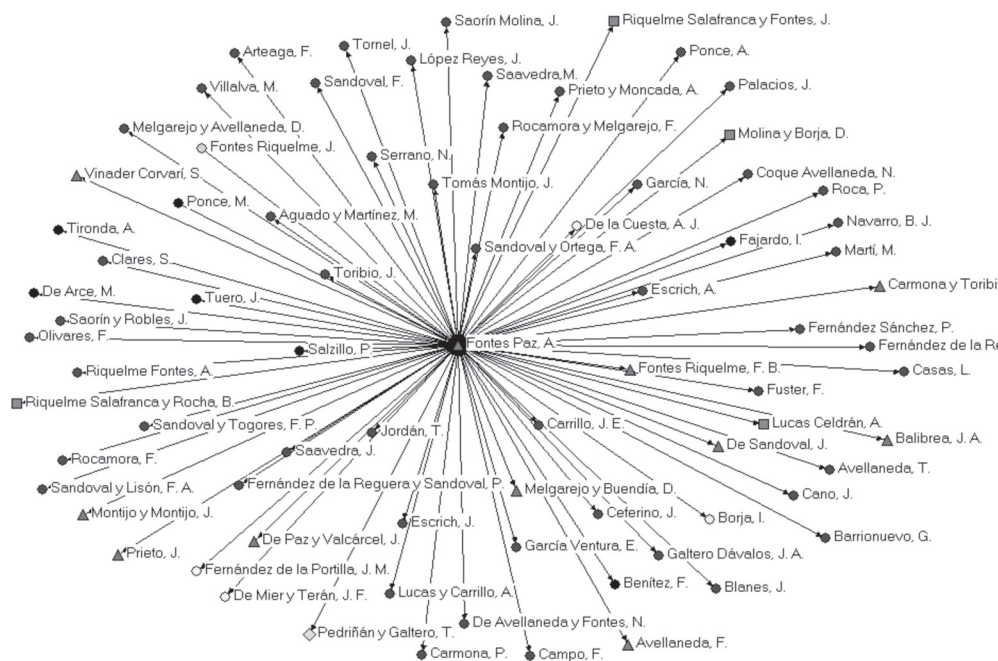 Saorín Molina, J.
Riquelme Salafranca y Fontes, J.
Tornel, J.
Arteaga, F.
Ponce, A.
López Reyes, J.
Saavedra,M.
Sandoval, F.
Villalva, M.
Prieto y Moncada, A.
Palacios, J.
Melgarejo y Avellaneda, D.
Rocamora y Melgarejo, F.
Molina y Borja, D.
Fontes Riquelme, J.
Serrano, N.
Vinader Corvarí, S.
Coque Avellaneda, N.
Tomás Montijo, J.
García, N.
Roca, P.
Ponce, M.
Aguado y Martínez, M.
De la Cuesta, A. J.
Navarro, B. J.
Tironda, A.
Fajardo, I.
Sandoval y Ortega, F. A.
Martí, M.
Clares, S.
Toribio, J.
Carmona y Toribi
De Arce, M.
Escrich, A.
Tuero, J.
Saorín y Robles, J.
Fernández Sánchez, P.
Olivares, F.
Fontes Paz, A.
Fernández de la Re
Salzillo, P.
Riquelme Fontes, A.
Fontes Riquelme, F. B.
Casas, L.
Fuster, F.
Riquelme Salafranca y Rocha, B.
Sandoval y Togores, F. P.
Carrillo, J. E.
Lucas Celdrán, A.
Jordán, T.
Balibrea, J. A.
De Sandoval, J.
Saavedra, J.
Rocamora, F.
Avellaneda, T.
Fernández de la Reguera y Sandoval, P.
Sandoval y Lisón, F. A.
Melgarejo y Buendía, D.
Cano, J.
Montijo y Montijo, J.
Ceferino, J.
Borja, I.
Escrich, J.
Barrionuevo, G.
De Paz y Valcárcel, J.
García Ventura, E.
Prieto, J.
Galtero Dávalos, J. A.
Fernández de la Portilla, J. M.
Benítez, F.
Blanes, J.
De Mier y Terán, J. F.
Lucas y Carrillo, A.
De Avellaneda y Fontes, N.
Pedriñán y Galtero, T.
Avellaneda, F.
Carmona, P.
Campo, F.